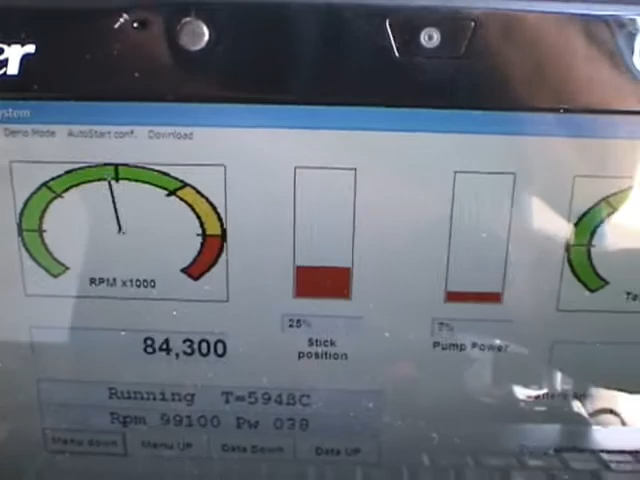 er
ystem
Demo Mode AutoStart conf. Download
RPM x1000
84,300
25%
Stick
position
7%
Pump Power
Running T=594ßC
Rpm 99100 Pw 038
Menu down Menu UP Data Down Data UP